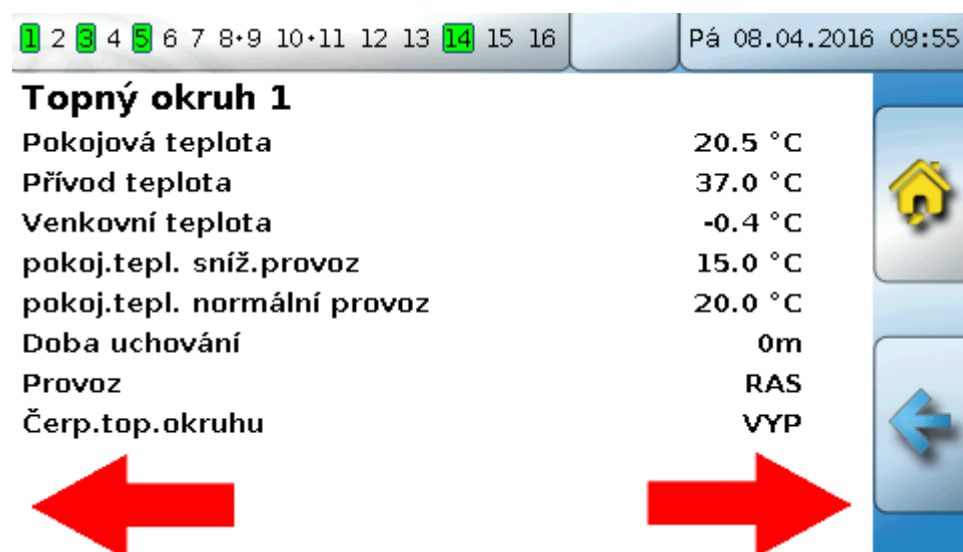 1 2 3 4 5 6 7 8·9 10·11 12 13 14 15 16 Pá 08.04.2016 09:55
Topný okruh 1
Pokojová teplota 20.5 °C
Přívod teplota 37.0 °C
Venkovní teplota -0.4 °C
pokoj.tepl. sníž.provoz 15.0 °C
pokoj.tepl. normální provoz 20.0 °C
Doba uchování 0m
Provoz RAS
Čerp.top.okruhu VYP